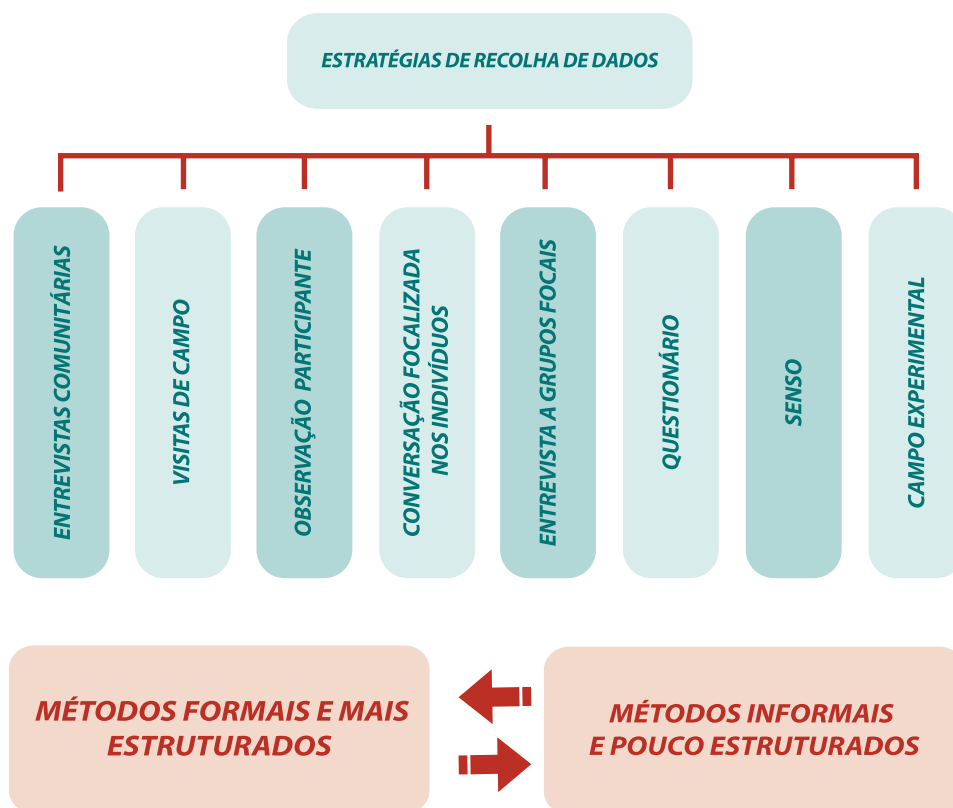 ESTRATÉGIAS DE RECOLHA DE DADOS
ENTREVISTAS COMUNITÁRIAS
VISITAS DE CAMPO
OBSERVAÇÃO PARTICIPANTE
CONVERSAÇÃO FOCALIZADA
NOS INDIVÍDUOS
ENTREVISTA A GRUPOS FOCAIS
QUESTIONÁRIO
SENSO
CAMPO EXPERIMENTAL
MÉTODOS FORMAIS E MAIS
ESTRUTURADOS
MÉTODOS INFORMAIS
E POUCO ESTRUTURADOS